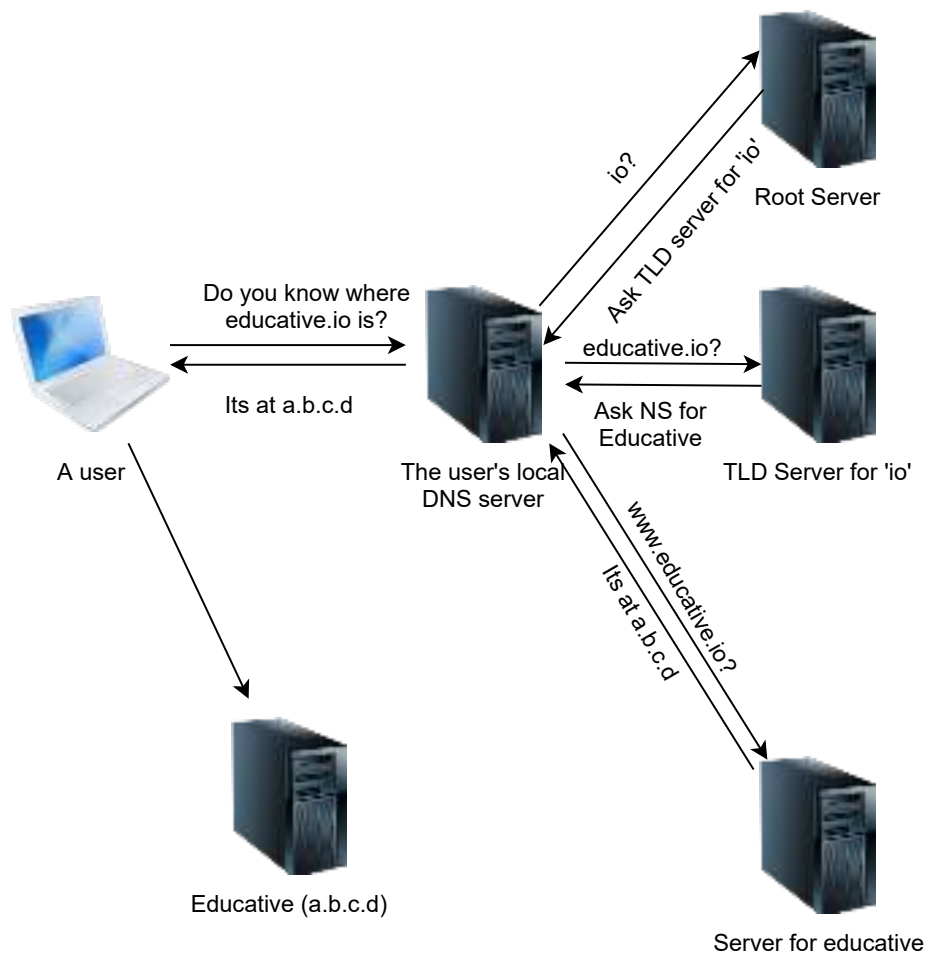 io?
Ask TLD server for 'io'
Root Server
Do you know where
educative.io is?
Its at a.b.c.d
educative.io?
Ask NS for
Educative
A user
The user's local
DNS server
TLD Server for 'io'
www.educative.io?
Its at a.b.c.d
Educative (a.b.c.d)
Server for educative